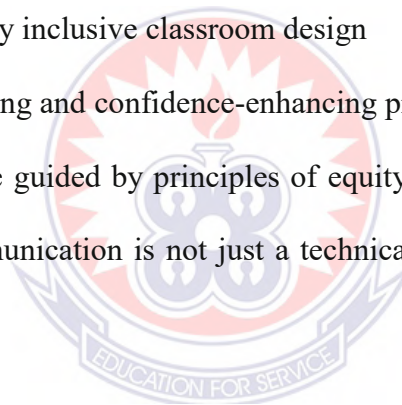 y inclusive classroom design
ng and confidence-enhancing p
guided by principles of equity
unication is not just a technica
EDUCATION FOR SERVICE